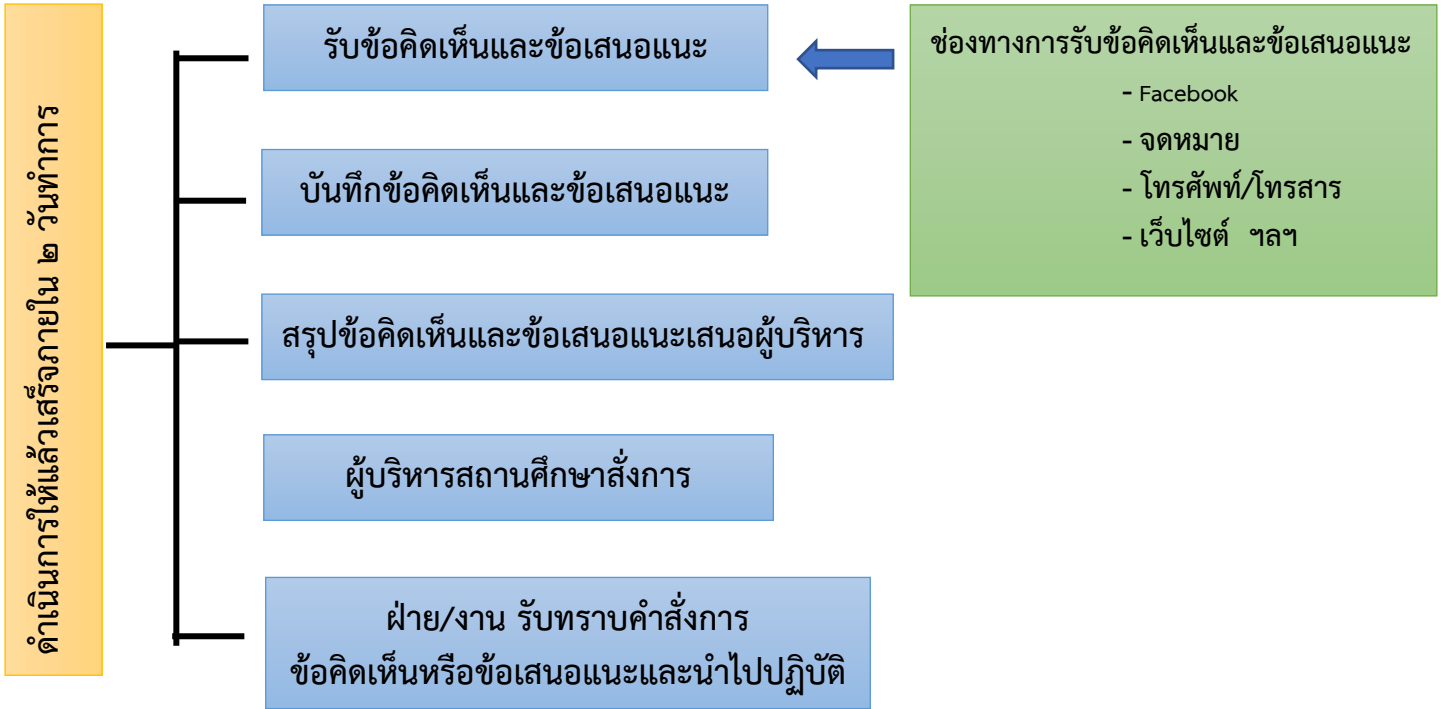 ดำเนินการให้แล้วเสร็จภายใน ๒ วันทำการ
รับข้อคิดเห็นและข้อเสนอแนะ
บันทึกข้อคิดเห็นและข้อเสนอแนะ
สรุปข้อคิดเห็นและข้อเสนอแนะเสนอผู้บริหาร
ผู้บริหารสถานศึกษาสั่งการ
ฝ่าย/งาน รับทราบคำสั่งการ
ข้อคิดเห็นหรือข้อเสนอแนะและนำไปปฏิบัติ
ช่องทางการรับข้อคิดเห็นและข้อเสนอแนะ
- Facebook
- จดหมาย
- โทรศัพท์/โทรสาร
- เว็บไซต์ ฯลฯ